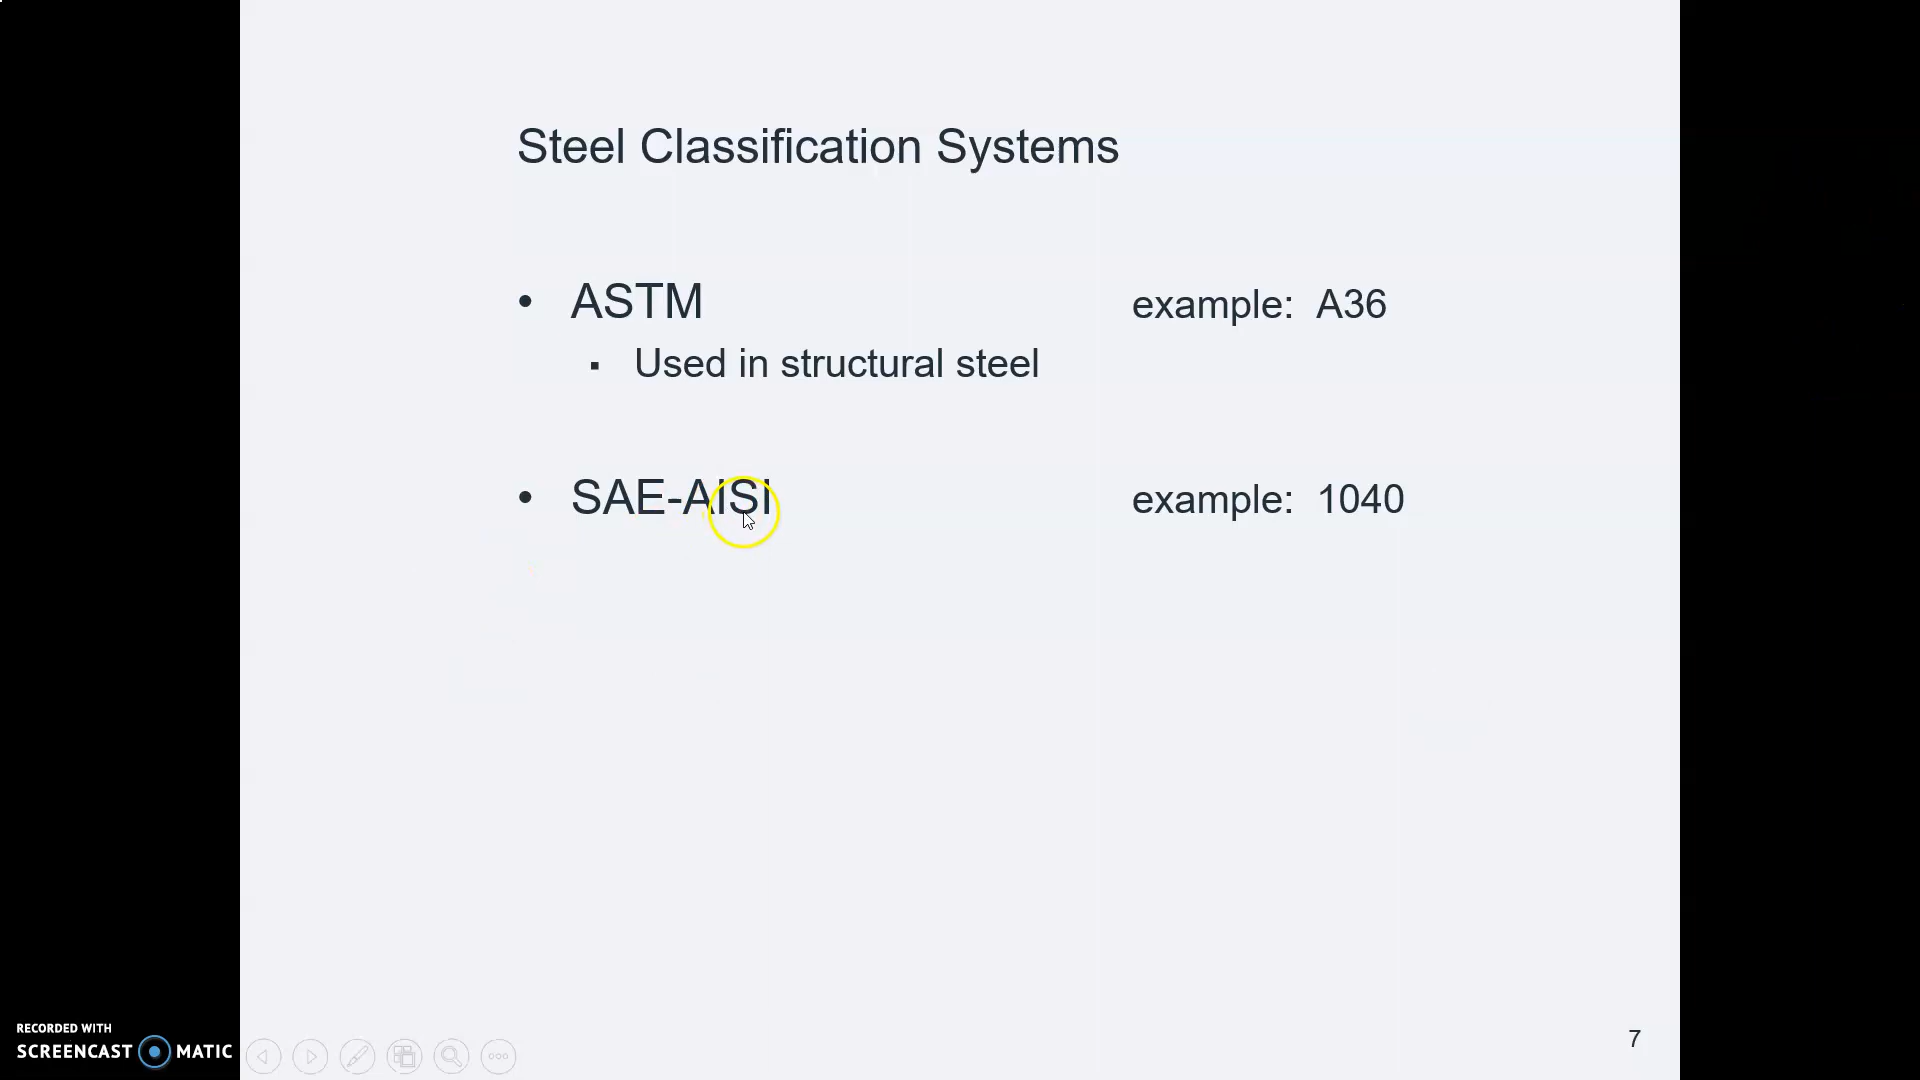 Steel Classification Systems
• ASTM example: A36
▪ Used in structural steel
• SAE-AISI example: 1040
7
RECORDED WITH
SCREENCAST MATIC